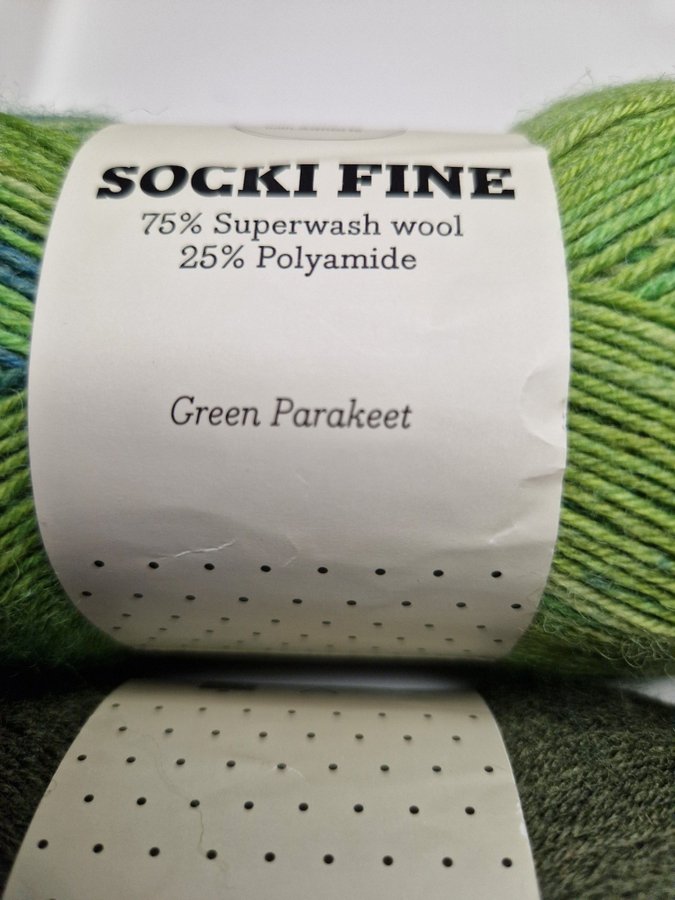 SOCKI FINE
75% Superwash wool
25% Polyamide
Green Parakeet